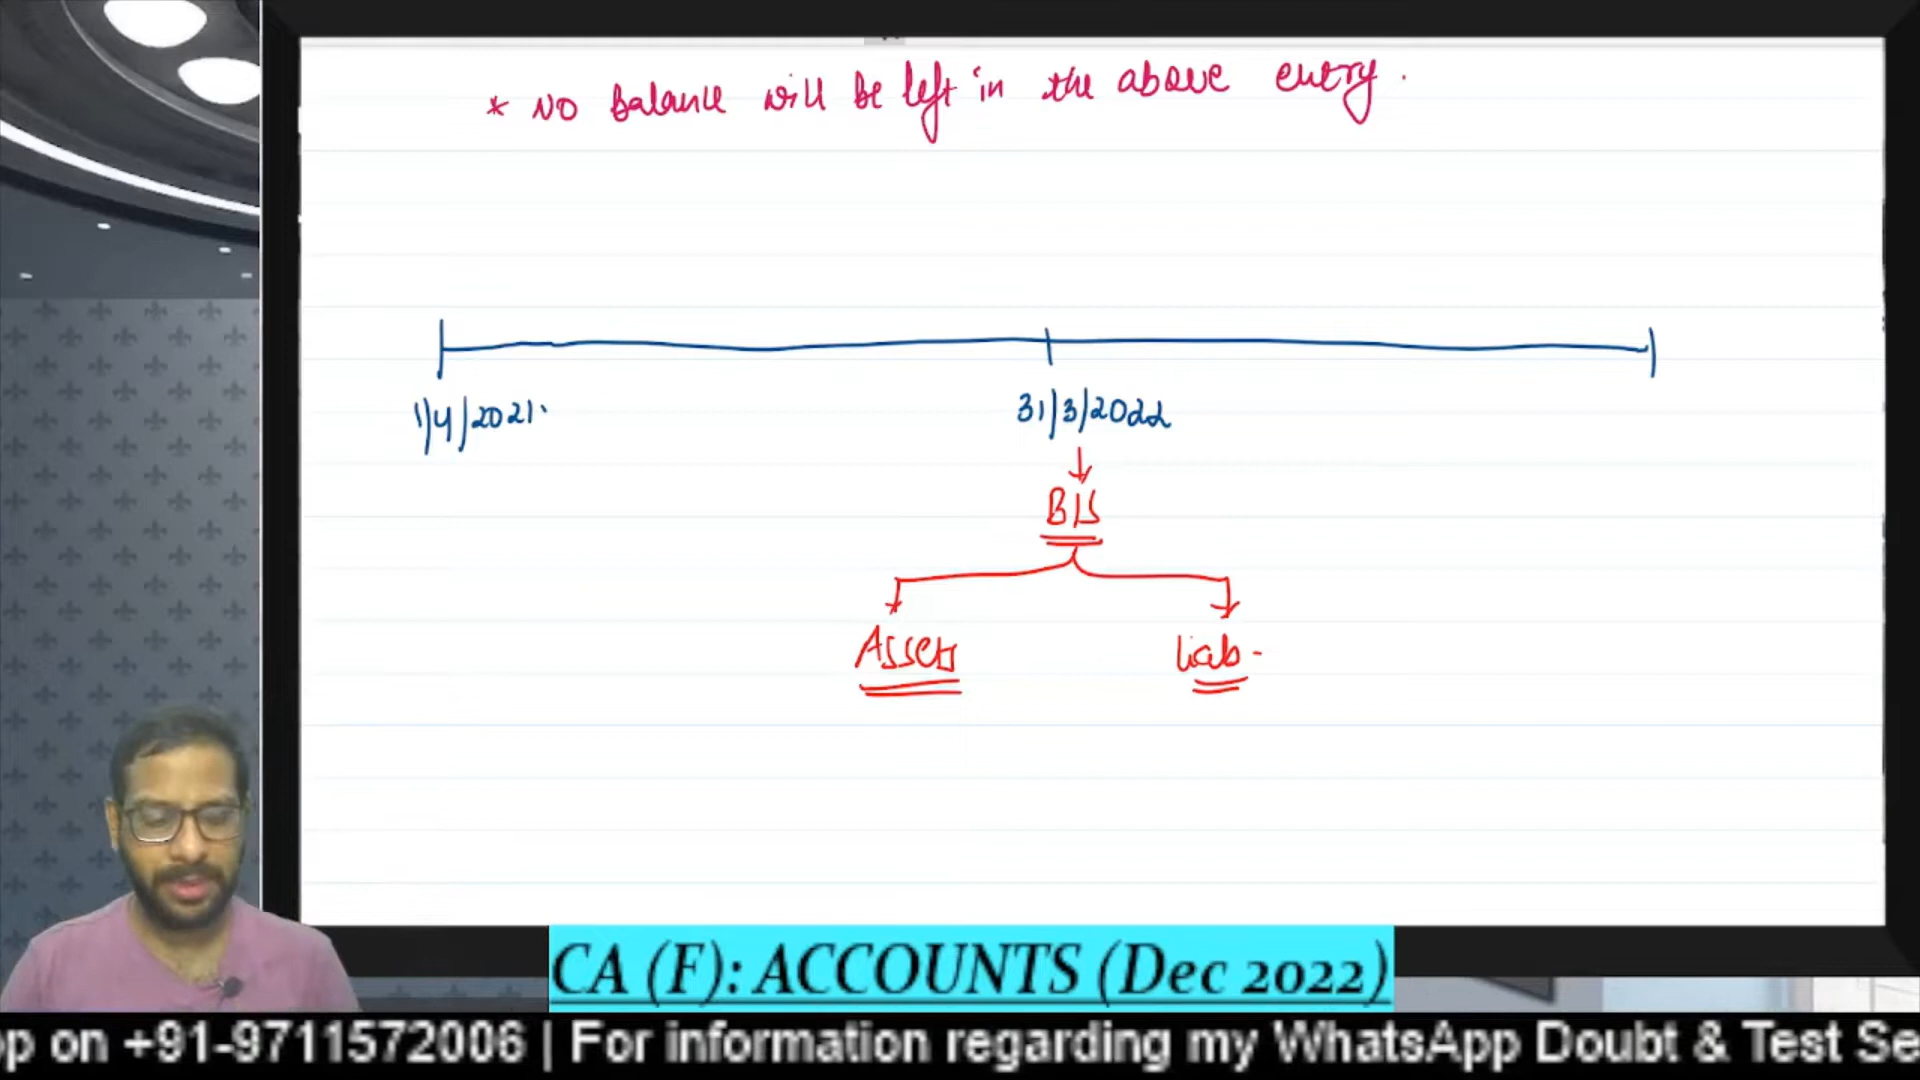 * No Balance will be left in the above entry.
1/4/2021.
31/3/2022
B/S
Assets
Liab.
CA (F): ACCOUNTS (Dec 2022)
pp on +91-9711572006 | For information regarding my WhatsApp Doubt & Test Se